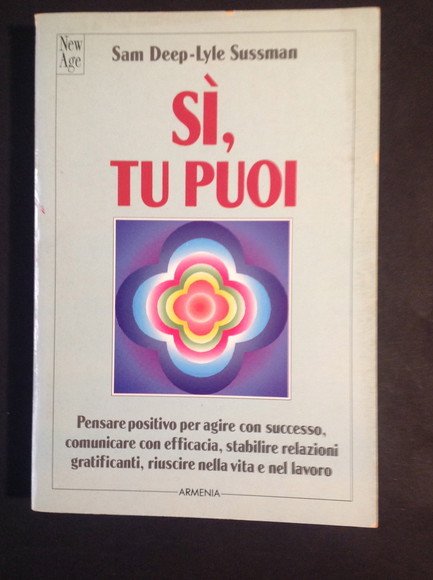 New
Age
Sam Deep-Lyle Sussman
SÌ,
TU PUOI
Pensare positivo per agire con successo,
comunicare con efficacia, stabilire relazioni
gratificanti, riuscire nella vita e nel lavoro
ARMENIA